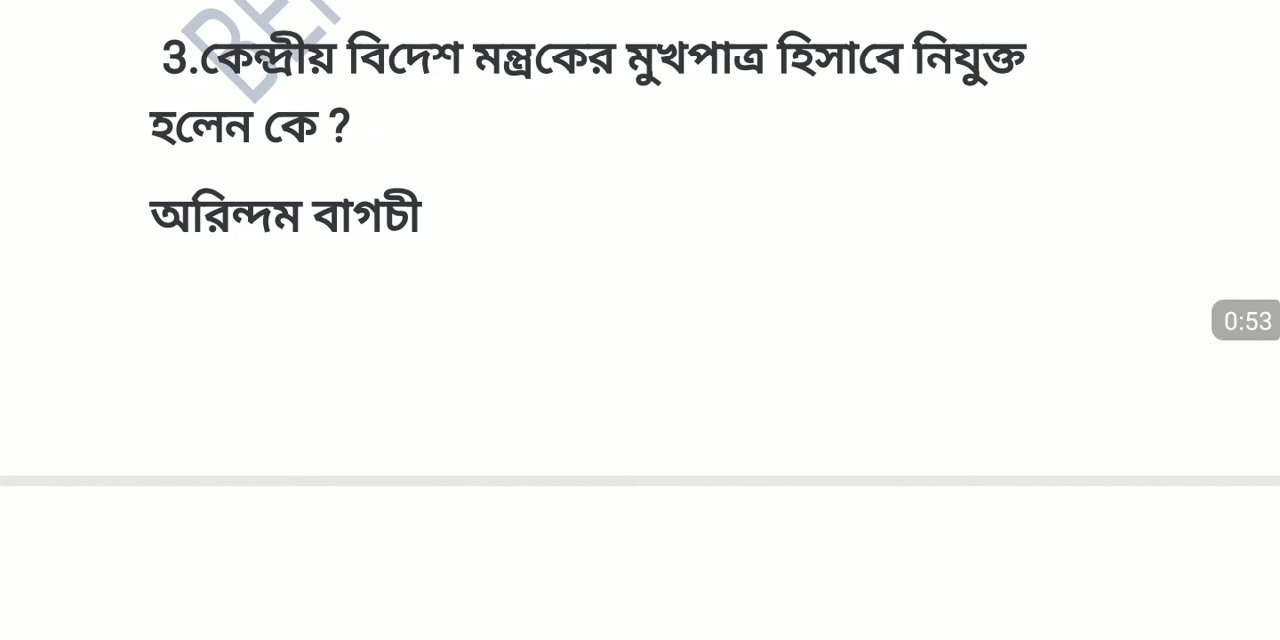 3.কেন্দ্রীয় বিদেশ মন্ত্রকের মুখপাত্র হিসাবে নিযুক্ত
হলেন কে ?
অরিন্দম বাগচী
0:53